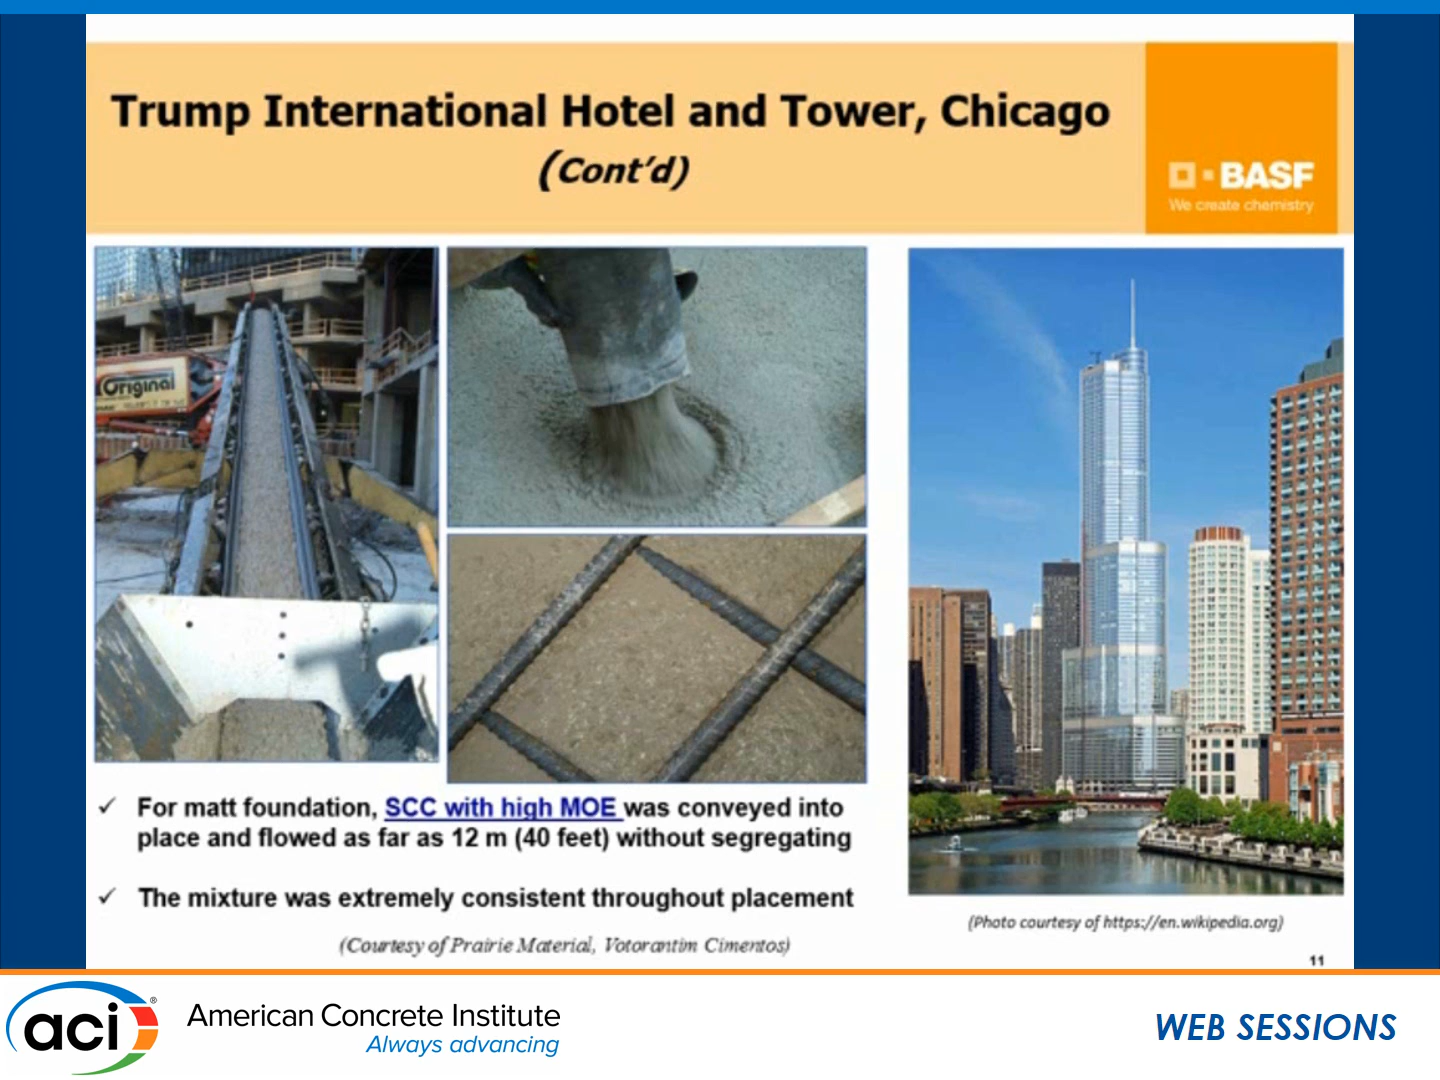 Trump International Hotel and Tower, Chicago
(Cont'd)
BASF
We create chemistry
Original
✓ For matt foundation, SCC with high MOE was conveyed into
place and flowed as far as 12 m (40 feet) without segregating
✓ The mixture was extremely consistent throughout placement
(Courtesy of Prairie Material, Votorantim Cimentos)
(Photo courtesy of https://en.wikipedia.org)
11
aci®
American Concrete Institute
Always advancing
WEB SESSIONS